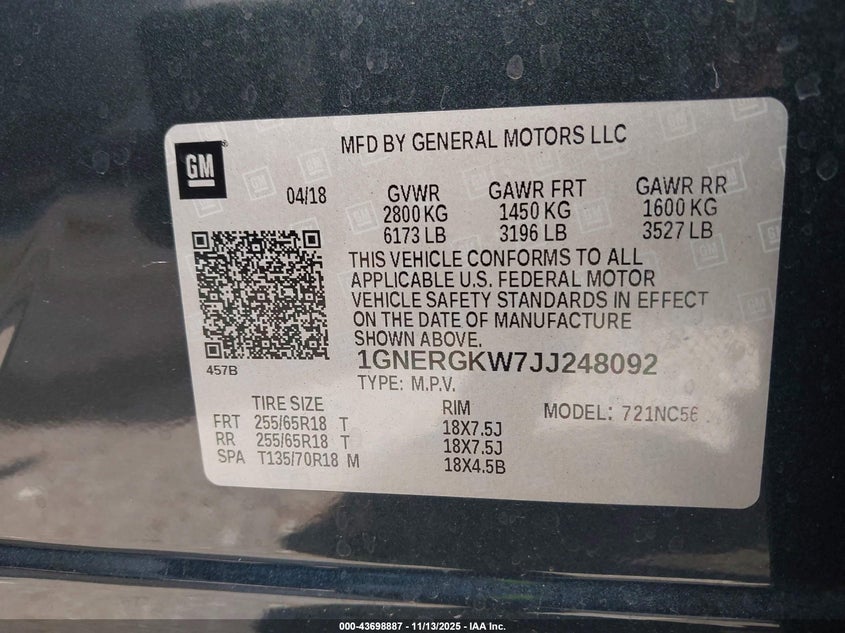 MFD BY GENERAL MOTORS LLC
GM
04/18 GVWR GAWR FRT GAWR RR
2800 KG 1450 KG 1600 KG
6173 LB 3196 LB 3527 LB
THIS VEHICLE CONFORMS TO ALL
APPLICABLE U.S. FEDERAL MOTOR
VEHICLE SAFETY STANDARDS IN EFFECT
ON THE DATE OF MANUFACTURE
SHOWN ABOVE.
457B
1GNERGKW7JJ248092
TYPE: M.P.V.
TIRE SIZE RIM MODEL: 721NC56
FRT 255/65R18 T 18X7.5J
RR 255/65R18 T 18X7.5J
SPA T135/70R18 M 18X4.5B
000-43698887 - 11/13/2025 - IAA Inc.